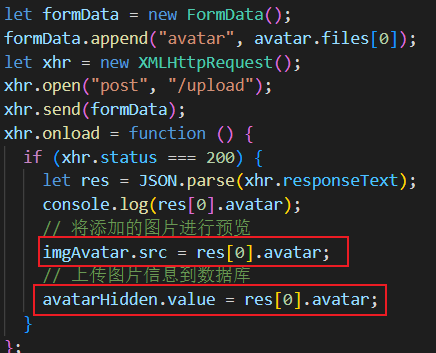 let formData = new FormData();
formData.append("avatar", avatar.files[0]);
let xhr = new XMLHttpRequest();
xhr.open("post", "/upload");
xhr.send(formData);
xhr.onload = function () {
if (xhr.status === 200) {
let res = JSON.parse(xhr.responseText);
console.log(res[0].avatar);
// 将添加的图片进行预览
imgAvatar.src = res[0].avatar;
// 上传图片信息到数据库
avatarHidden.value = res[0].avatar;
}
};